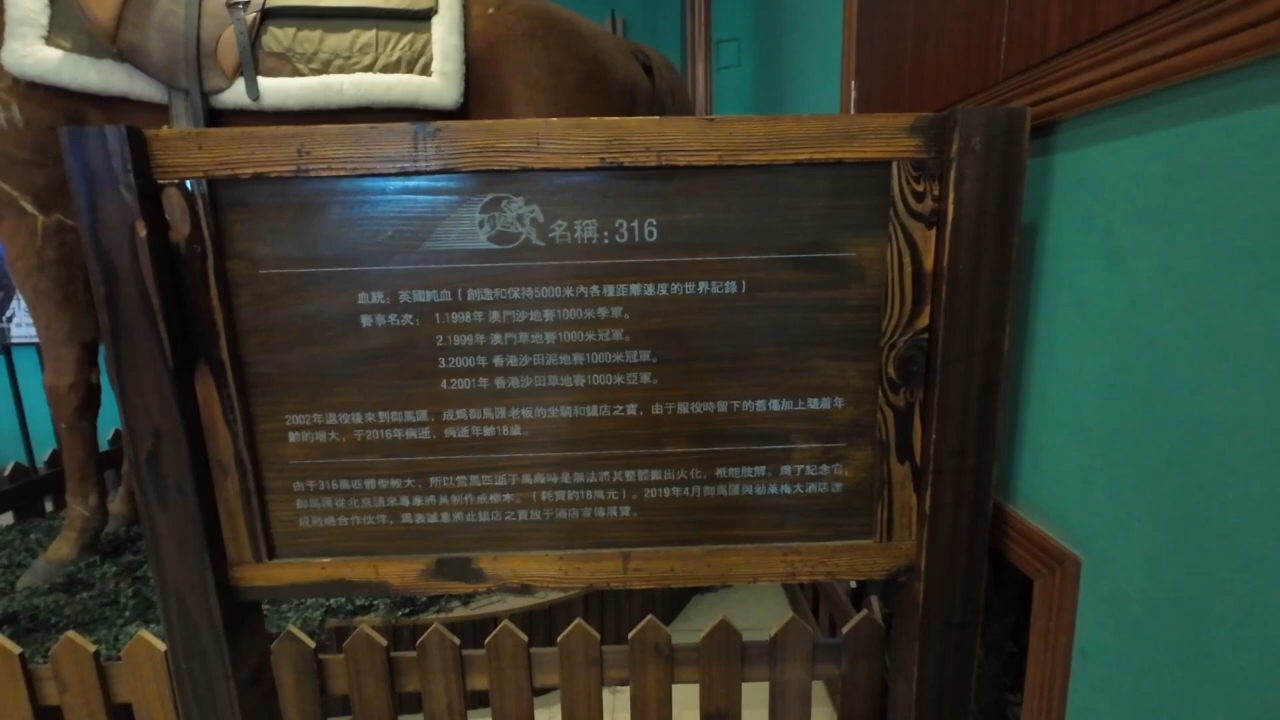 名稱:316
血統：英國純血（創造和保持5000米內各種距離速度的世界記錄）
賽事名次： 1.1998年 澳門沙地賽1000米季軍。
2.1999年 澳門草地賽1000米冠軍。
3.2000年 香港沙田泥地賽1000米冠軍。
4.2001年 香港沙田草地賽1000米亞軍。
2002年退役後來到御馬匯，成爲御馬匯老板的坐騎和鎮店之寶，由于服役時留下的舊傷加上隨着年
齡的增大，于2016年病逝，病逝年齡18歲。
由于316馬匹體型較大，所以當馬匹逝于馬廄時是無法將其整體搬出火化，衹能肢解。爲了紀念它，
御馬匯從北京請來專家將其制作成標本。（耗資約18萬元）。2019年4月御馬匯與勃萊梅大酒店達
成戰略合作伙伴，爲表誠意將此鎮店之寶放于酒店宣傳展覽。